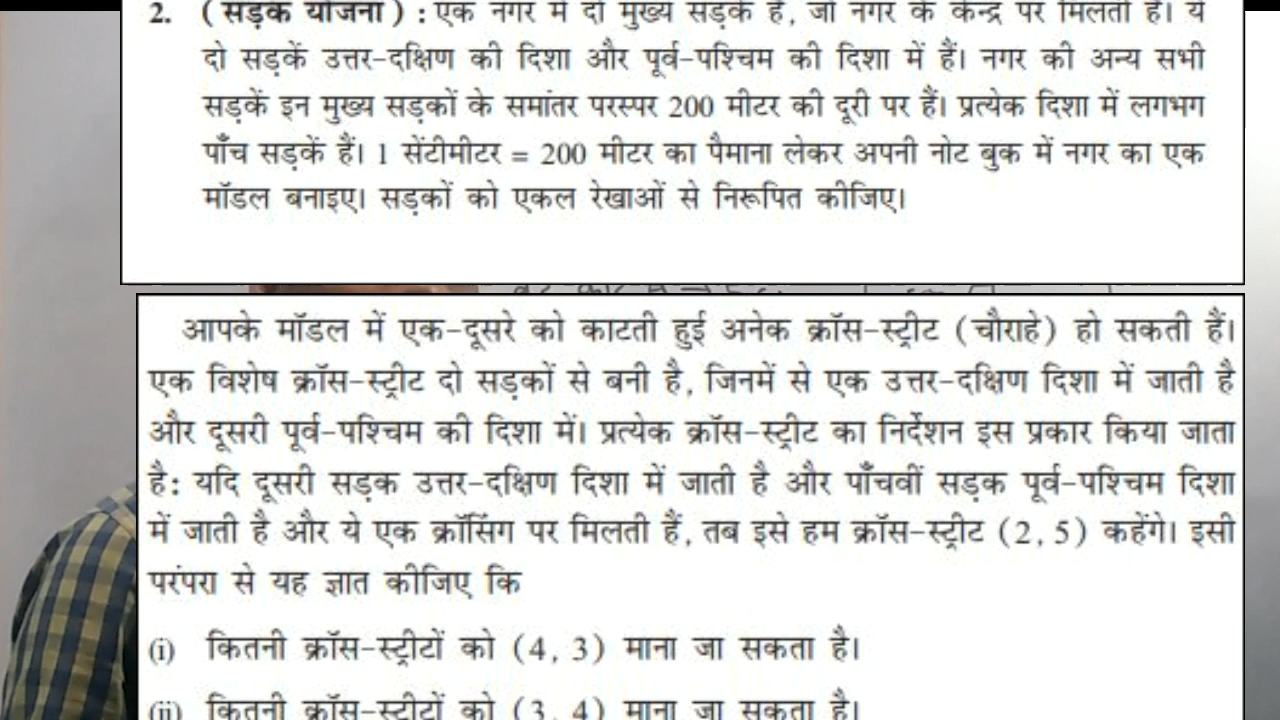 2. (सड़क योजना) : एक नगर में दो मुख्य सड़कें हैं, जो नगर के केन्द्र पर मिलती हैं। ये
दो सड़कें उत्तर-दक्षिण की दिशा और पूर्व-पश्चिम की दिशा में हैं। नगर की अन्य सभी
सड़कें इन मुख्य सड़कों के समांतर परस्पर 200 मीटर की दूरी पर हैं। प्रत्येक दिशा में लगभग
पाँच सड़कें हैं। 1 सेंटीमीटर = 200 मीटर का पैमाना लेकर अपनी नोट बुक में नगर का एक
मॉडल बनाइए। सड़कों को एकल रेखाओं से निरूपित कीजिए।
आपके मॉडल में एक-दूसरे को काटती हुई अनेक क्रॉस-स्ट्रीट (चौराहे) हो सकती हैं।
एक विशेष क्रॉस-स्ट्रीट दो सड़कों से बनी है, जिनमें से एक उत्तर-दक्षिण दिशा में जाती है
और दूसरी पूर्व-पश्चिम की दिशा में। प्रत्येक क्रॉस-स्ट्रीट का निर्देशन इस प्रकार किया जाता
है: यदि दूसरी सड़क उत्तर-दक्षिण दिशा में जाती है और पाँचवीं सड़क पूर्व-पश्चिम दिशा
में जाती है और ये एक क्रॉसिंग पर मिलती हैं, तब इसे हम क्रॉस-स्ट्रीट (2, 5) कहेंगे। इसी
परंपरा से यह ज्ञात कीजिए कि
(i) कितनी क्रॉस-स्ट्रीटों को (4, 3) माना जा सकता है।
(ii) कितनी क्रॉस-स्ट्रीटों को (3, 4) माना जा सकता है।